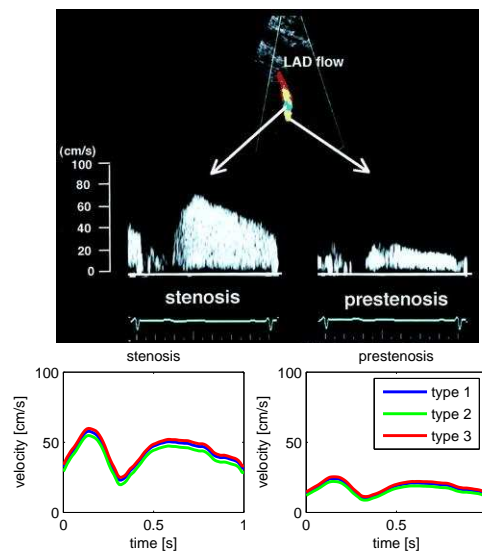 LAD flow
(cm/s)
100
80
60
40
20
0
stenosis
prestenosis
stenosis
prestenosis
100
50
0
velocity [cm/s]
0
0.5
1
time [s]
100
50
0
velocity [cm/s]
0
0.5
time [s]
type 1
type 2
type 3